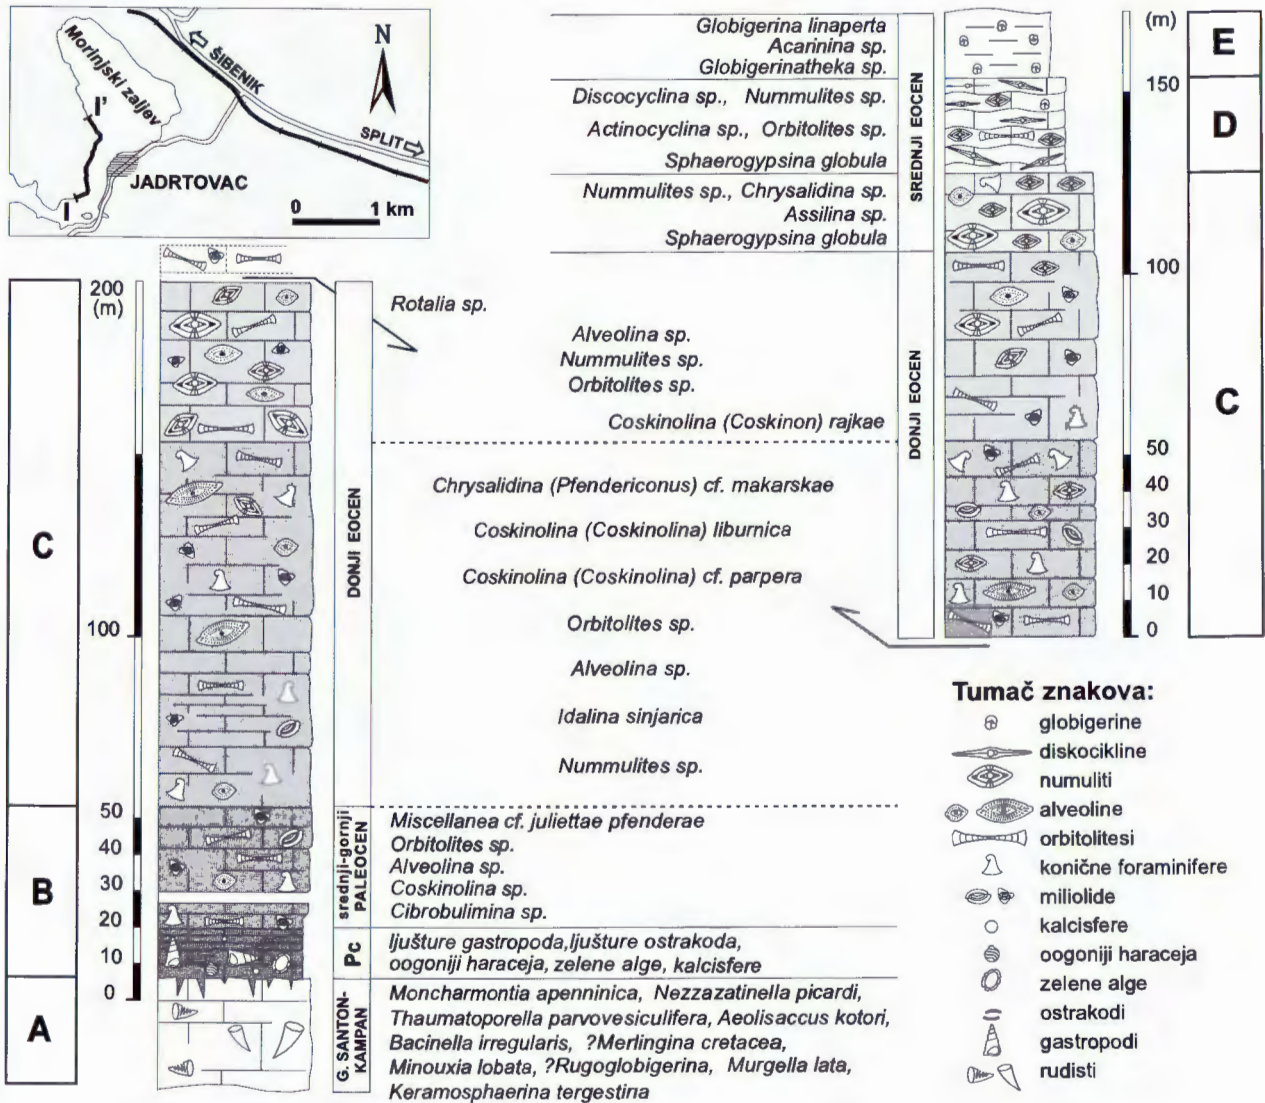 Morinjski zaljev
ŠIBENIK
N
SPLIT
I'
I
JADRTOVAC
0 1 km
Globigerina linaperta
Acarinina sp.
Globigerinatheka sp.
Discocyclina sp., Nummulites sp.
Actinocyclina sp., Orbitolites sp.
Sphaerogypsina globula
Nummulites sp., Chrysalidina sp.
Assilina sp.
Sphaerogypsina globula
SREDNJI EOCEN
DONJI EOCEN
(m)
150
100
50
40
30
20
10
0
E
D
C
200
(m)
100
50
40
30
20
10
0
C
B
A
DONJI EOCEN
srednji-gornji
PALEOCEN
Pc
G. SANTON-
KAMPAN
Rotalia sp.
Alveolina sp.
Nummulites sp.
Orbitolites sp.
Coskinolina (Coskinon) rajkae
Chrysalidina (Pfendericonus) cf. makarskae
Coskinolina (Coskinolina) liburnica
Coskinolina (Coskinolina) cf. parpera
Orbitolites sp.
Alveolina sp.
Idalina sinjarica
Nummulites sp.
Miscellanea cf. juliettae pfenderae
Orbitolites sp.
Alveolina sp.
Coskinolina sp.
Cibrobulimina sp.
ljušture gastropoda,ljušture ostrakoda,
oogoniji haraceja, zelene alge, kalcisfere
Moncharmontia apenninica, Nezzazatinella picardi,
Thaumatoporella parvovesiculifera, Aeolisaccus kotori,
Bacinella irregularis, ?Merlingina cretacea,
Minouxia lobata, ?Rugoglobigerina, Murgella lata,
Keramosphaerina tergestina
Tumač znakova:
globigerine
diskocikline
numuliti
alveoline
orbitolitesi
konične foraminifere
miliolide
kalcisfere
oogoniji haraceja
zelene alge
ostrakodi
gastropodi
rudisti